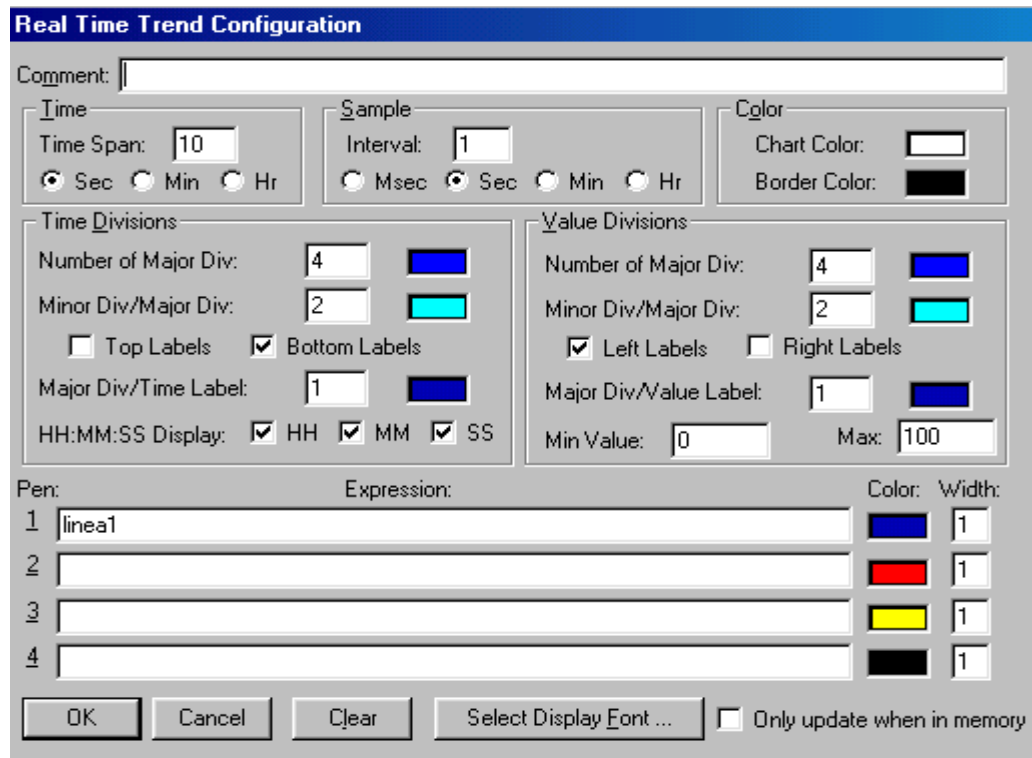 Real Time Trend Configuration
Comment:
Time Sample Color
Time Span: 10 Interval: 1 Chart Color:
Sec Min Hr Msec Sec Min Hr Border Color:
Time Divisions Value Divisions
Number of Major Div: 4 Number of Major Div: 4
Minor Div/Major Div: 2 Minor Div/Major Div: 2
Top Labels Bottom Labels Left Labels Right Labels
Major Div/Time Label: 1 Major Div/Value Label: 1
HH:MM:SS Display: HH MM SS Min Value: 0 Max: 100
Pen: Expression: Color: Width:
1 linea1 1
2 1
3 1
4 1
OK Cancel Clear Select Display Font ... Only update when in memory